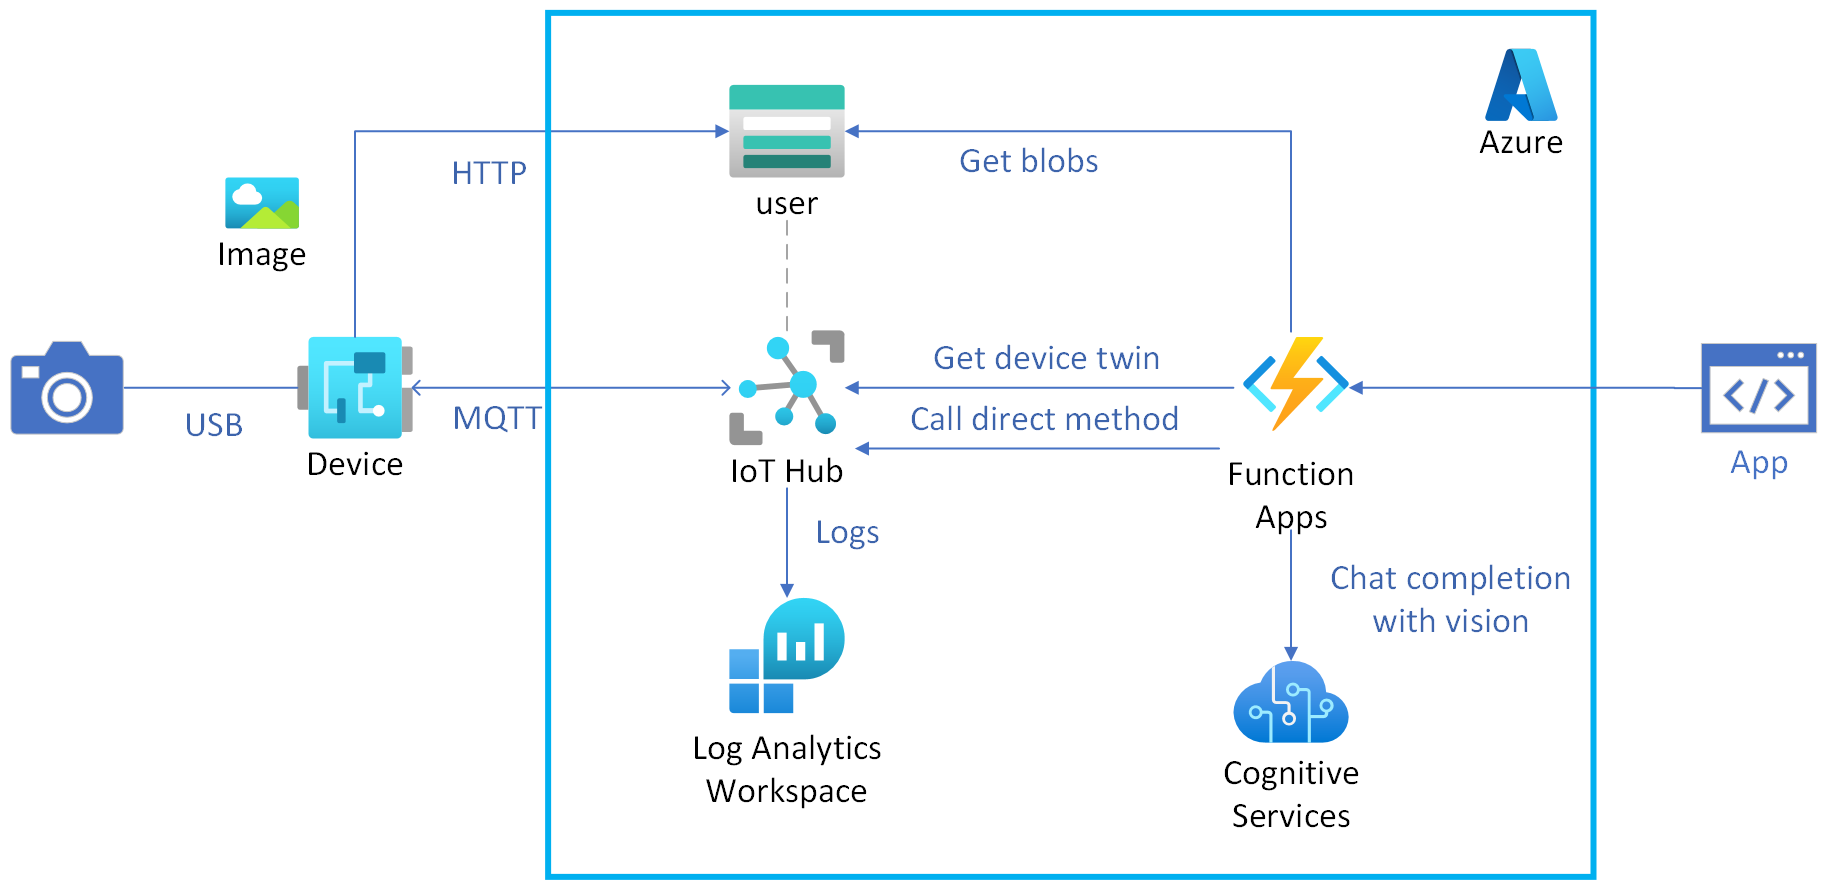 Azure
HTTP
Get blobs
user
Image
Get device twin
USB
MQTT
Call direct method
Device
IoT Hub
Function
Apps
App
Logs
Chat completion
with vision
Log Analytics
Workspace
Cognitive
Services